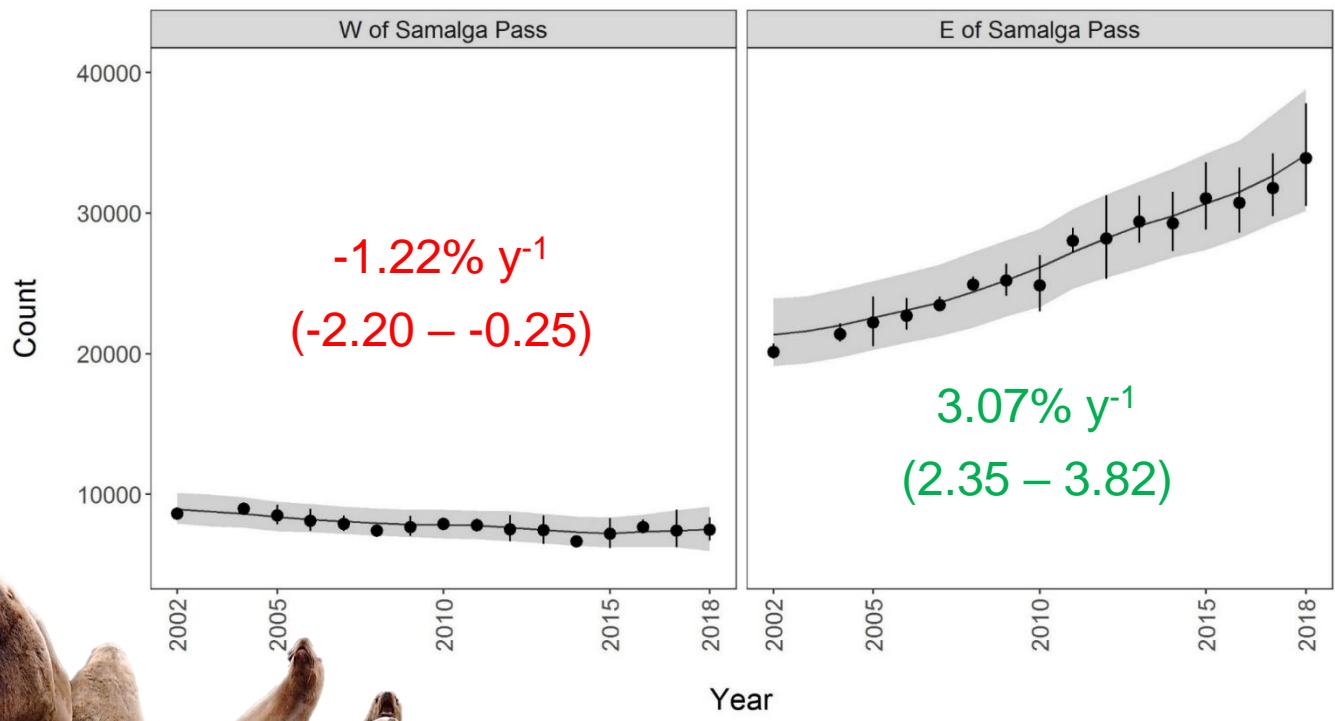 W of Samalga Pass
E of Samalga Pass
40000
30000
20000
10000
Count
-1.22% y-1
(-2.20 – -0.25)
3.07% y-1
(2.35 – 3.82)
2002
2005
2010
2015
2018
2002
2005
2010
2015
2018
Year